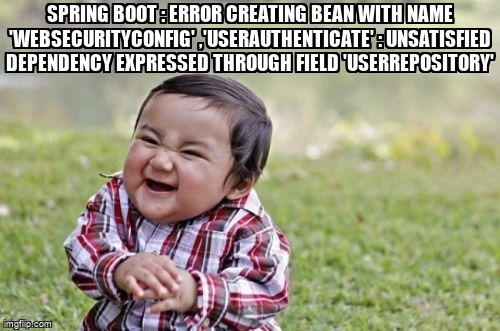 SPRING BOOT : ERROR CREATING BEAN WITH NAME
'WEBSECURITYCONFIG' ,'USERAUTHENTICATE' : UNSATISFIED
DEPENDENCY EXPRESSED THROUGH FIELD 'USERREPOSITORY'
imgflip.com